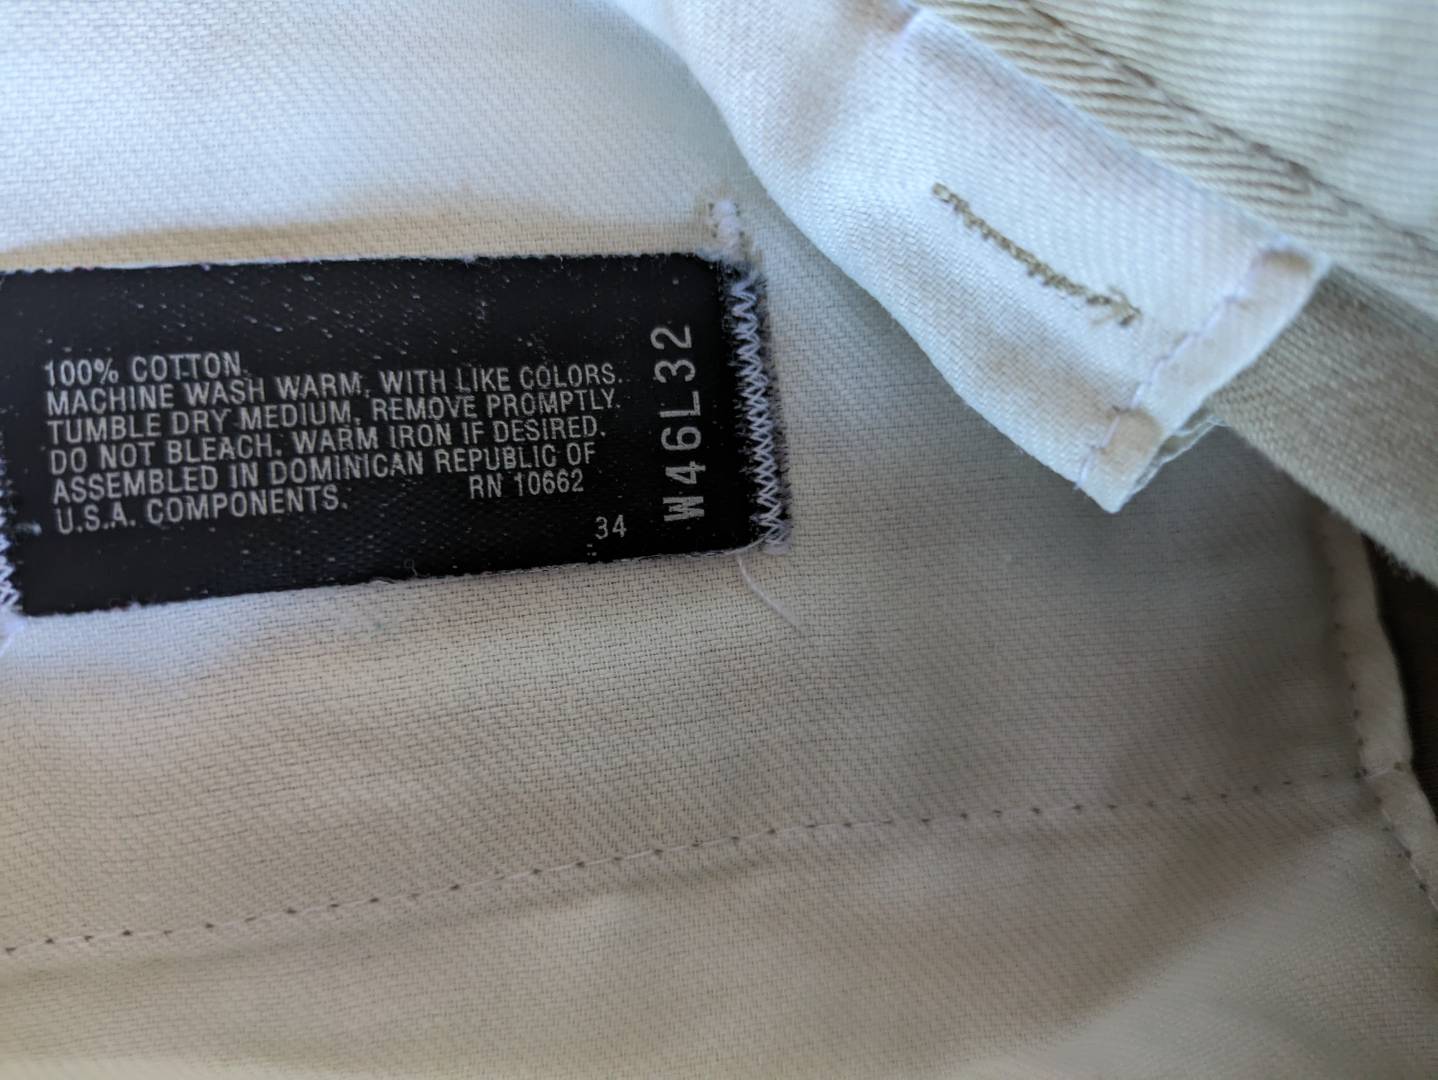 100% COTTON.
MACHINE WASH WARM, WITH LIKE COLORS.
TUMBLE DRY MEDIUM, REMOVE PROMPTLY.
DO NOT BLEACH. WARM IRON IF DESIRED.
ASSEMBLED IN DOMINICAN REPUBLIC OF
U.S.A. COMPONENTS. RN 10662
34
W46L32